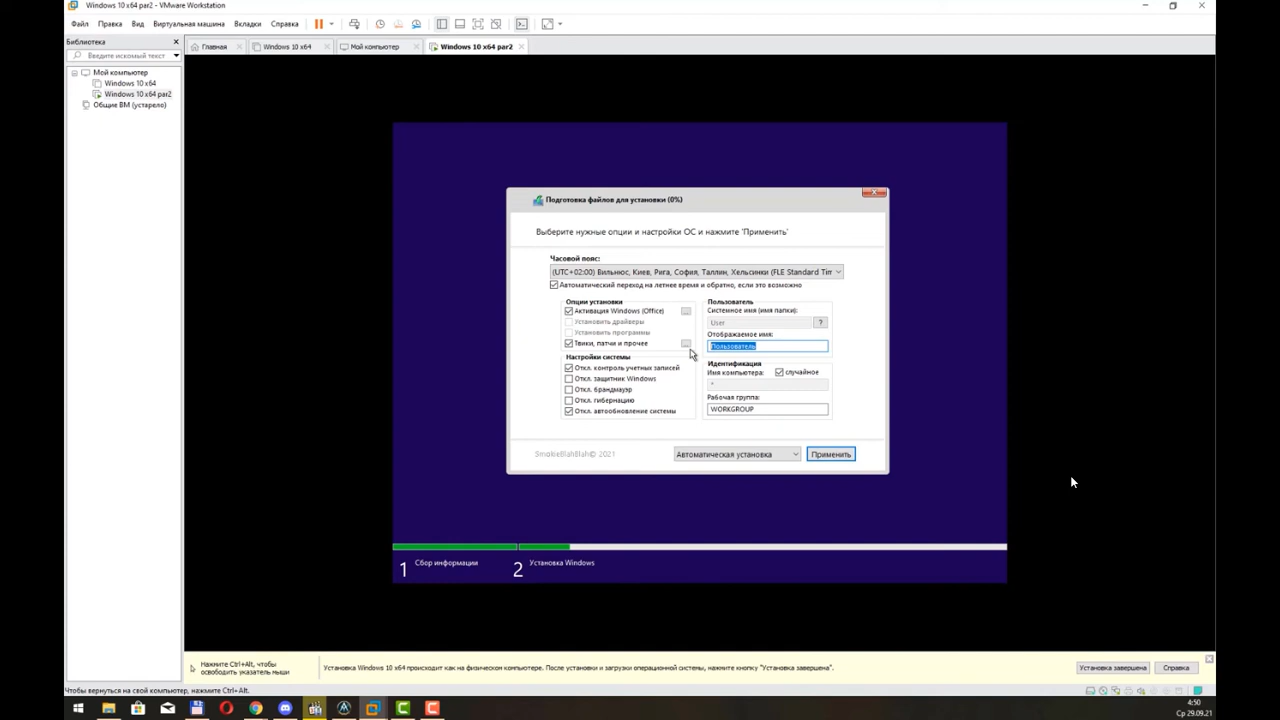 Windows 10 x64 par2 - VMware Workstation
Файл Правка Вид Виртуальная машина Вкладки Справка
Библиотека
Введите искомый текст
Главная
Windows 10 x64
Мой компьютер
Windows 10 x64 par2
Мой компьютер
Windows 10 x64
Windows 10 x64 par2
Общие ВМ (устарело)
Подготовка файлов для установки (0%)
Выберите нужные опции и настройки ОС и нажмите 'Применить'
Часовой пояс:
(UTC+02:00) Вильнюс, Киев, Рига, София, Таллин, Хельсинки (FLE Standard Tim
Автоматический переход на летнее время и обратно, если это возможно
Опции установки
Активация Windows (Office) ...
Установить драйверы
Установить программы
Твики, патчи и прочее ...
Настройки системы
Откл. контроль учетных записей
Откл. защитник Windows
Откл. брандмауэр
Откл. гибернацию
Откл. автообновление системы
Пользователь
Системное имя (имя папки):
User ?
Отображаемое имя:
Пользователь
Идентификация
Имя компьютера: случайное
*
Рабочая группа:
WORKGROUP
SmokieBlahBlah© 2021
Автоматическая установка
Применить
1 Сбор информации
2 Установка Windows
Нажмите Ctrl+Alt, чтобы
освободить указатель мыши
Установка Windows 10 x64 происходит как на физическом компьютере. После установки и загрузки операционной системы, нажмите кнопку "Установка завершена".
Установка завершена
Справка
Чтобы вернуться на свой компьютер, нажмите Ctrl+Alt.
4:50
Ср 29.09.21